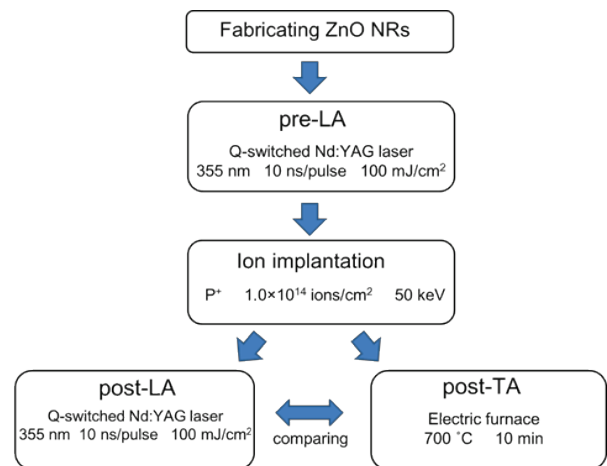 Fabricating ZnO NRs
pre-LA
Q-switched Nd:YAG laser
355 nm 10 ns/pulse 100 mJ/cm²
Ion implantation
P⁺ 1.0×10¹⁴ ions/cm² 50 keV
post-LA
Q-switched Nd:YAG laser
355 nm 10 ns/pulse 100 mJ/cm²
comparing
post-TA
Electric furnace
700 ˚C 10 min